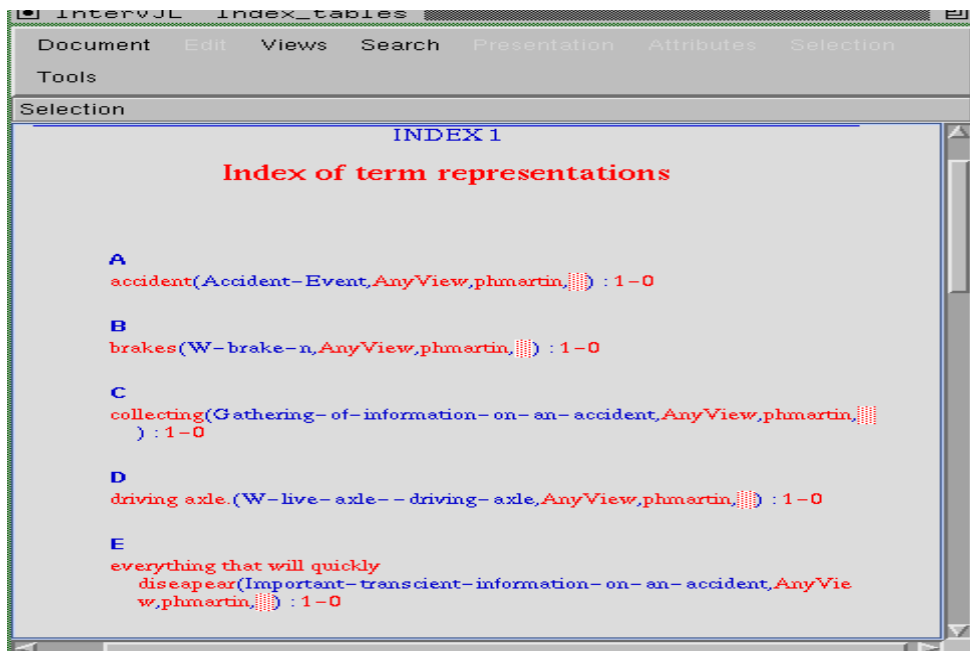 IntervJL Index_tables
Document Edit Views Search Presentation Attributes Selection
Tools
Selection
INDEX 1
Index of term representations
A
accident(Accident-Event,AnyView,phmartin,) : 1-0
B
brakes(W-brake-n,AnyView,phmartin,) : 1-0
C
collecting(Gathering-of-information-on-an-accident,AnyView,phmartin,
) : 1-0
D
driving axle.(W-live-axle--driving-axle,AnyView,phmartin,) : 1-0
E
everything that will quickly
diseapear(Important-transcient-information-on-an-accident,AnyVie
w,phmartin,) : 1-0